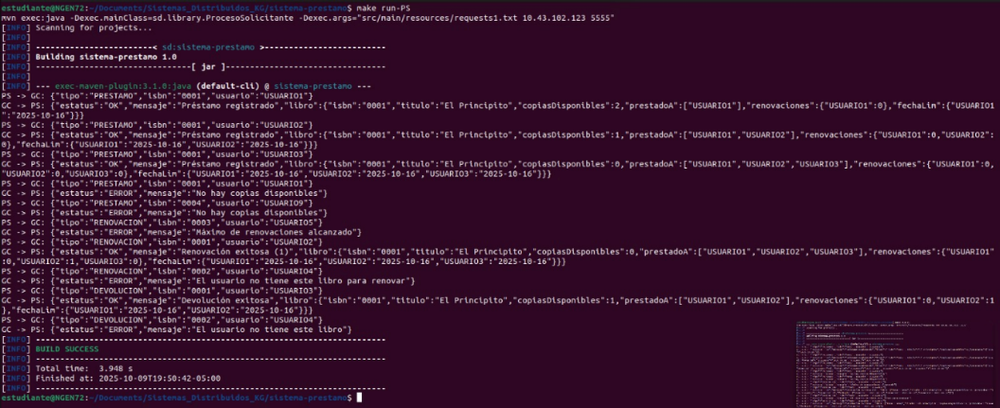 estudiante@NGEN72:~/Documents/Sistemas_Distribuidos_KG/sistema-prestamo$ make run-PS
mvn exec:java -Dexec.mainClass=sd.library.ProcesoSolicitante -Dexec.args="src/main/resources/requests1.txt 10.43.102.123 5555"
[INFO] Scanning for projects...
[INFO]
[INFO] -----------------------< sd:sistema-prestamo >------------------------
[INFO] Building sistema-prestamo 1.0
[INFO] --------------------------------[ jar ]---------------------------------
[INFO]
[INFO] --- exec-maven-plugin:3.1.0:java (default-cli) @ sistema-prestamo ---
PS -> GC: {"tipo":"PRESTAMO","isbn":"0001","usuario":"USUARIO1"}
GC -> PS: {"estatus":"OK","mensaje":"Préstamo registrado","libro":{"isbn":"0001","titulo":"El Principito","copiasDisponibles":2,"prestadoA":["USUARIO1"],"renovaciones":{"USUARIO1":0},"fechaLim":{"USUARIO1
":"2025-10-16"}}}
PS -> GC: {"tipo":"PRESTAMO","isbn":"0001","usuario":"USUARIO2"}
GC -> PS: {"estatus":"OK","mensaje":"Préstamo registrado","libro":{"isbn":"0001","titulo":"El Principito","copiasDisponibles":1,"prestadoA":["USUARIO1","USUARIO2"],"renovaciones":{"USUARIO1":0,"USUARIO2":
0},"fechaLim":{"USUARIO1":"2025-10-16","USUARIO2":"2025-10-16"}}}
PS -> GC: {"tipo":"PRESTAMO","isbn":"0001","usuario":"USUARIO3"}
GC -> PS: {"estatus":"OK","mensaje":"Préstamo registrado","libro":{"isbn":"0001","titulo":"El Principito","copiasDisponibles":0,"prestadoA":["USUARIO1","USUARIO2","USUARIO3"],"renovaciones":{"USUARIO1":0,
"USUARIO2":0,"USUARIO3":0},"fechaLim":{"USUARIO1":"2025-10-16","USUARIO2":"2025-10-16","USUARIO3":"2025-10-16"}}}
PS -> GC: {"tipo":"PRESTAMO","isbn":"0001","usuario":"USUARIO1"}
GC -> PS: {"estatus":"ERROR","mensaje":"No hay copias disponibles"}
PS -> GC: {"tipo":"PRESTAMO","isbn":"0004","usuario":"USUARIO9"}
GC -> PS: {"estatus":"ERROR","mensaje":"No hay copias disponibles"}
PS -> GC: {"tipo":"RENOVACION","isbn":"0003","usuario":"USUARIO5"}
GC -> PS: {"estatus":"ERROR","mensaje":"Máximo de renovaciones alcanzado"}
PS -> GC: {"tipo":"RENOVACION","isbn":"0001","usuario":"USUARIO2"}
GC -> PS: {"estatus":"OK","mensaje":"Renovación exitosa (1)","libro":{"isbn":"0001","titulo":"El Principito","copiasDisponibles":0,"prestadoA":["USUARIO1","USUARIO2","USUARIO3"],"renovaciones":{"USUARIO1"
:0,"USUARIO2":1,"USUARIO3":0},"fechaLim":{"USUARIO1":"2025-10-16","USUARIO2":"2025-10-16","USUARIO3":"2025-10-16"}}}
PS -> GC: {"tipo":"RENOVACION","isbn":"0002","usuario":"USUARIO4"}
GC -> PS: {"estatus":"ERROR","mensaje":"El usuario no tiene este libro para renovar"}
PS -> GC: {"tipo":"DEVOLUCION","isbn":"0001","usuario":"USUARIO3"}
GC -> PS: {"estatus":"OK","mensaje":"Devolución exitosa","libro":{"isbn":"0001","titulo":"El Principito","copiasDisponibles":1,"prestadoA":["USUARIO1","USUARIO2"],"renovaciones":{"USUARIO1":0,"USUARIO2":1
},"fechaLim":{"USUARIO1":"2025-10-16","USUARIO2":"2025-10-16"}}}
PS -> GC: {"tipo":"DEVOLUCION","isbn":"0002","usuario":"USUARIO4"}
GC -> PS: {"estatus":"ERROR","mensaje":"El usuario no tiene este libro"}
[INFO] ------------------------------------------------------------------------
[INFO] BUILD SUCCESS
[INFO] ------------------------------------------------------------------------
[INFO] Total time:  3.948 s
[INFO] Finished at: 2025-10-09T19:50:42-05:00
[INFO] ------------------------------------------------------------------------
estudiante@NGEN72:~/Documents/Sistemas_Distribuidos_KG/sistema-prestamo$